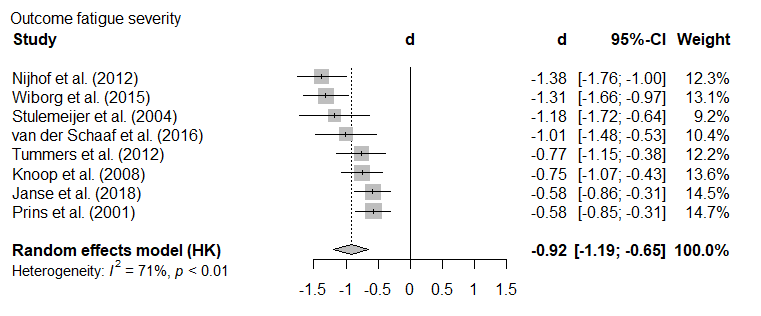 Outcome fatigue severity
Study d d 95%-CI Weight
Nijhof et al. (2012) -1.38 [-1.76; -1.00] 12.3%
Wiborg et al. (2015) -1.31 [-1.66; -0.97] 13.1%
Stulemeijer et al. (2004) -1.18 [-1.72; -0.64] 9.2%
van der Schaaf et al. (2016) -1.01 [-1.48; -0.53] 10.4%
Tummers et al. (2012) -0.77 [-1.15; -0.38] 12.2%
Knoop et al. (2008) -0.75 [-1.07; -0.43] 13.6%
Janse et al. (2018) -0.58 [-0.86; -0.31] 14.5%
Prins et al. (2001) -0.58 [-0.85; -0.31] 14.7%
Random effects model (HK) -0.92 [-1.19; -0.65] 100.0%
Heterogeneity: I² = 71%, p < 0.01
-1.5 -1 -0.5 0 0.5 1 1.5